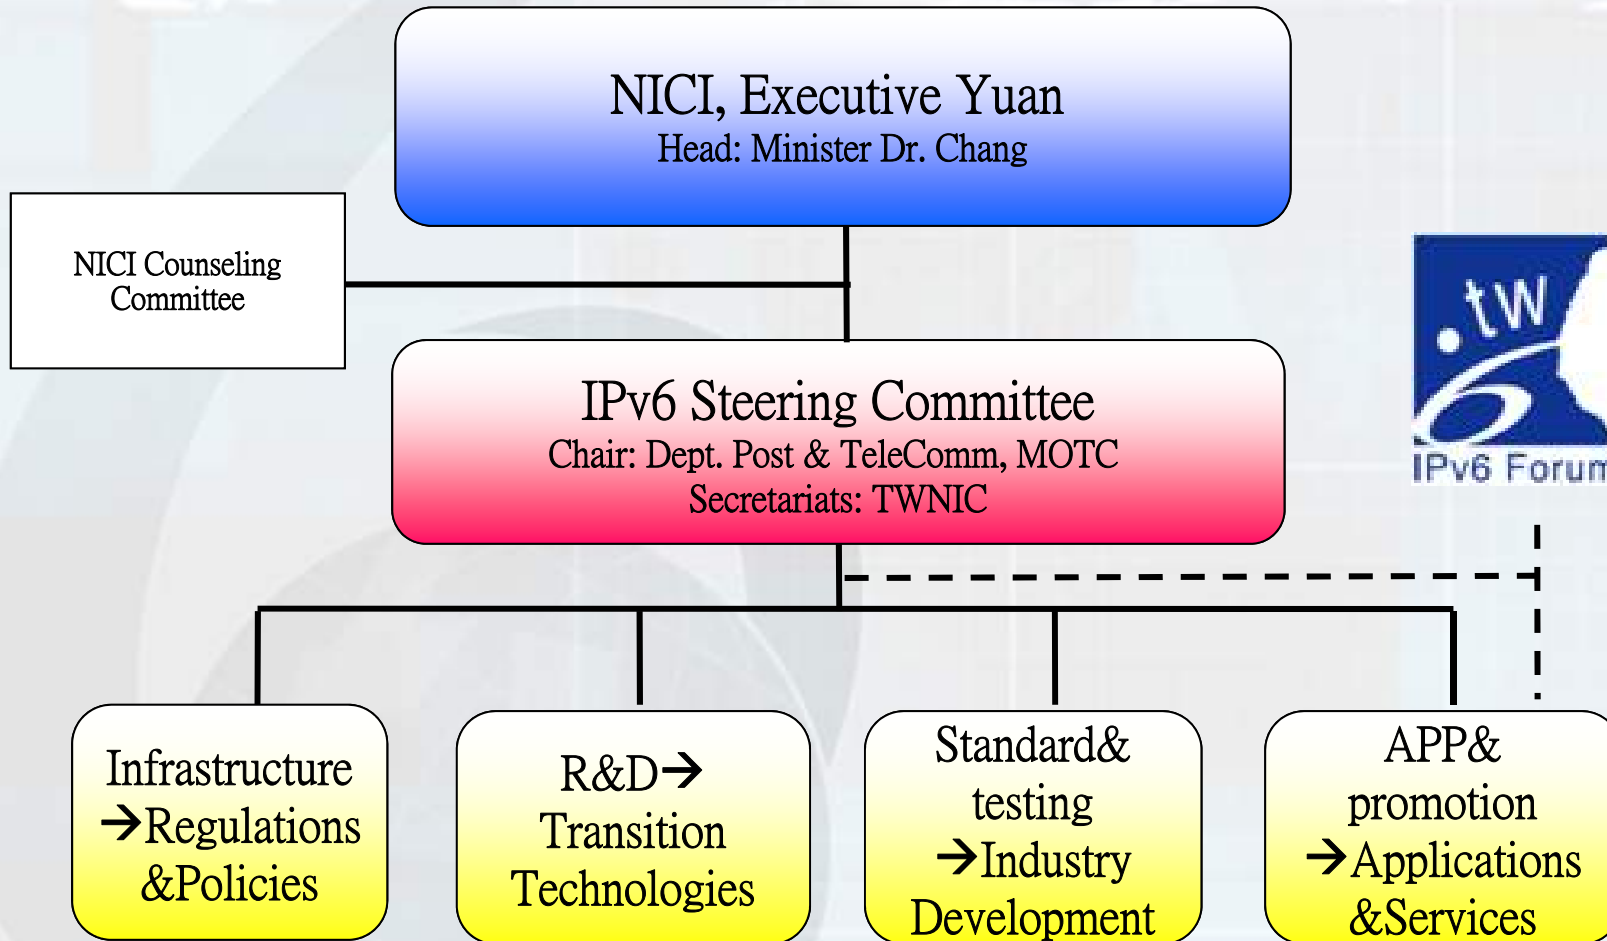 NICI, Executive Yuan
Head: Minister Dr. Chang
NICI Counseling
Committee
IPv6 Steering Committee
Chair: Dept. Post & TeleComm, MOTC
Secretariats: TWNIC
.tw
6
IPv6 Forum
Infrastructure
→Regulations
&Policies
R&D→
Transition
Technologies
Standard&
testing
→Industry
Development
APP&
promotion
→Applications
&Services